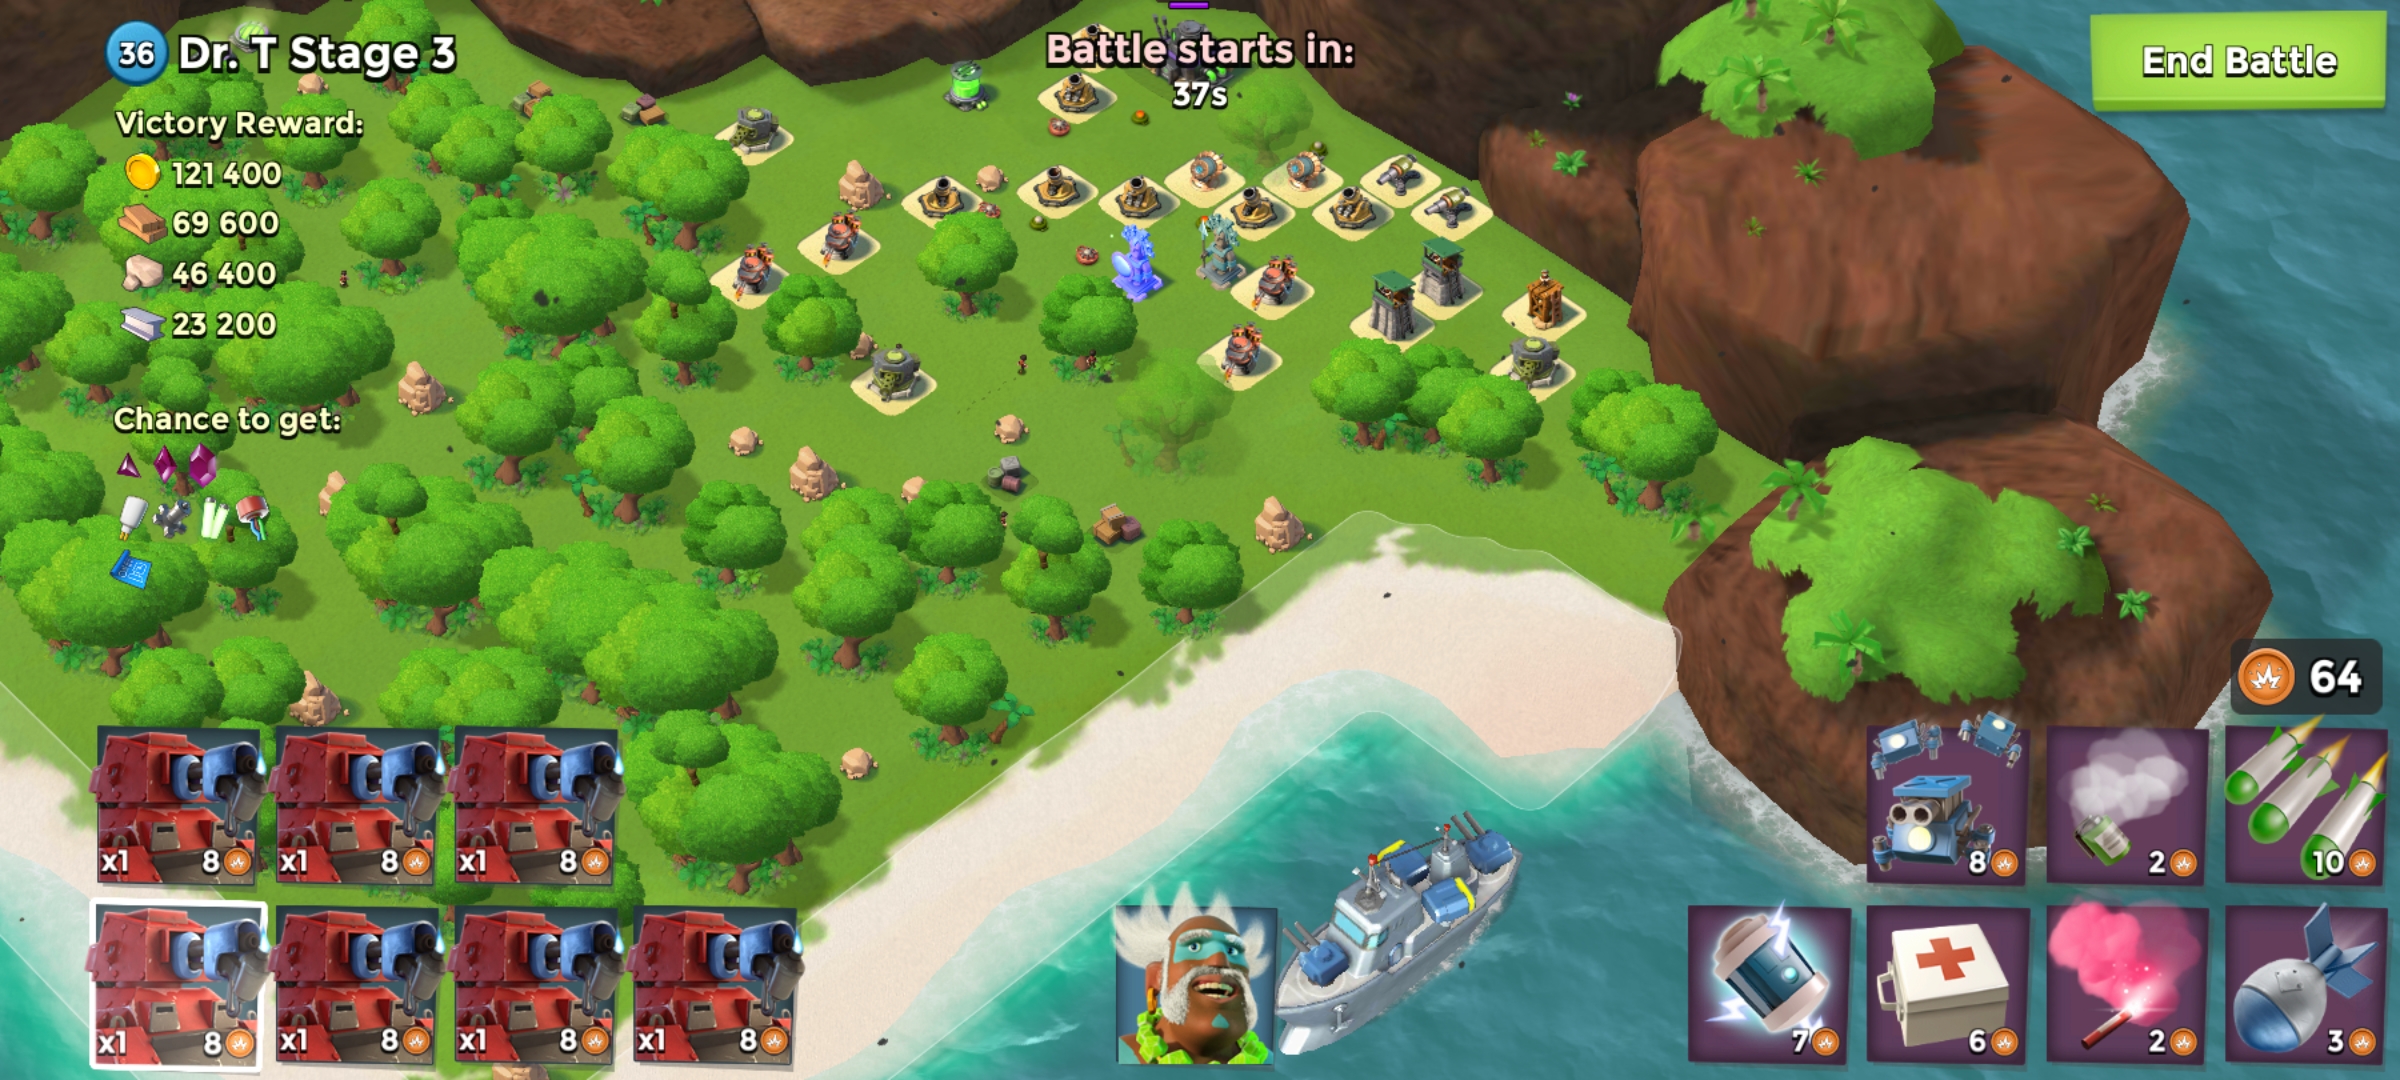 36 Dr. T Stage 3
Battle starts in:
37s
End Battle
Victory Reward:
121 400
69 600
46 400
23 200
Chance to get:
64
x1 8
x1 8
x1 8
8
2
10
x1 8
x1 8
x1 8
x1 8
7
6
2
3